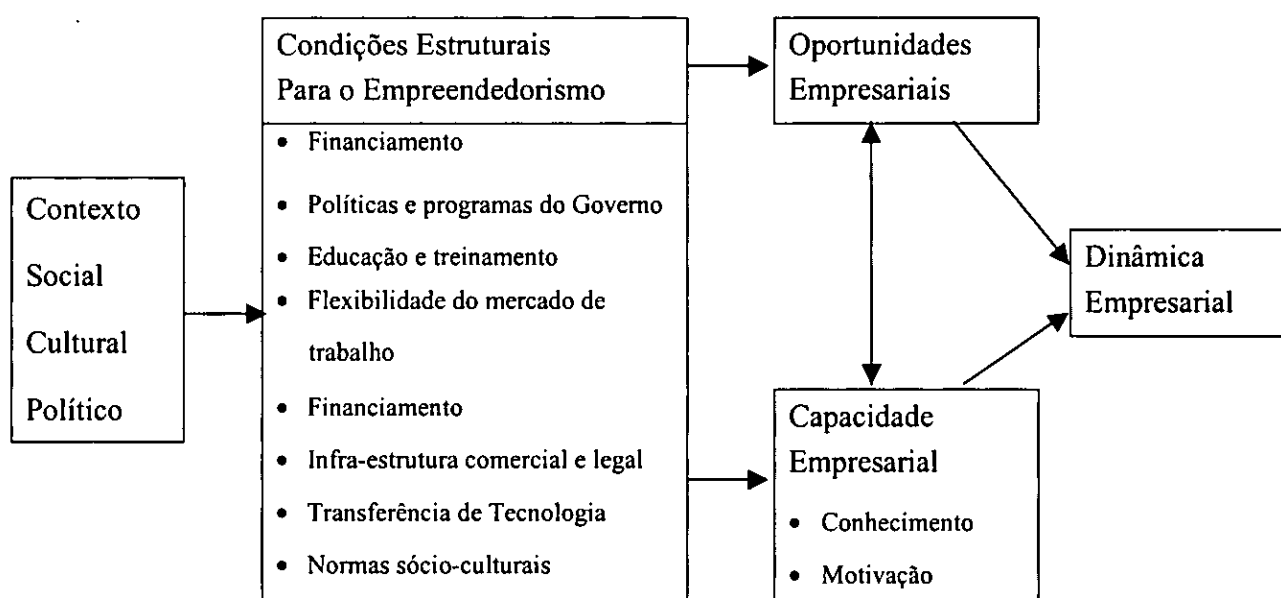 Contexto
Social
Cultural
Político
Condições Estruturais
Para o Empreendedorismo
• Financiamento
• Políticas e programas do Governo
• Educação e treinamento
• Flexibilidade do mercado de
trabalho
• Financiamento
• Infra-estrutura comercial e legal
• Transferência de Tecnologia
• Normas sócio-culturais
Oportunidades
Empresariais
Capacidade
Empresarial
• Conhecimento
• Motivação
Dinâmica
Empresarial